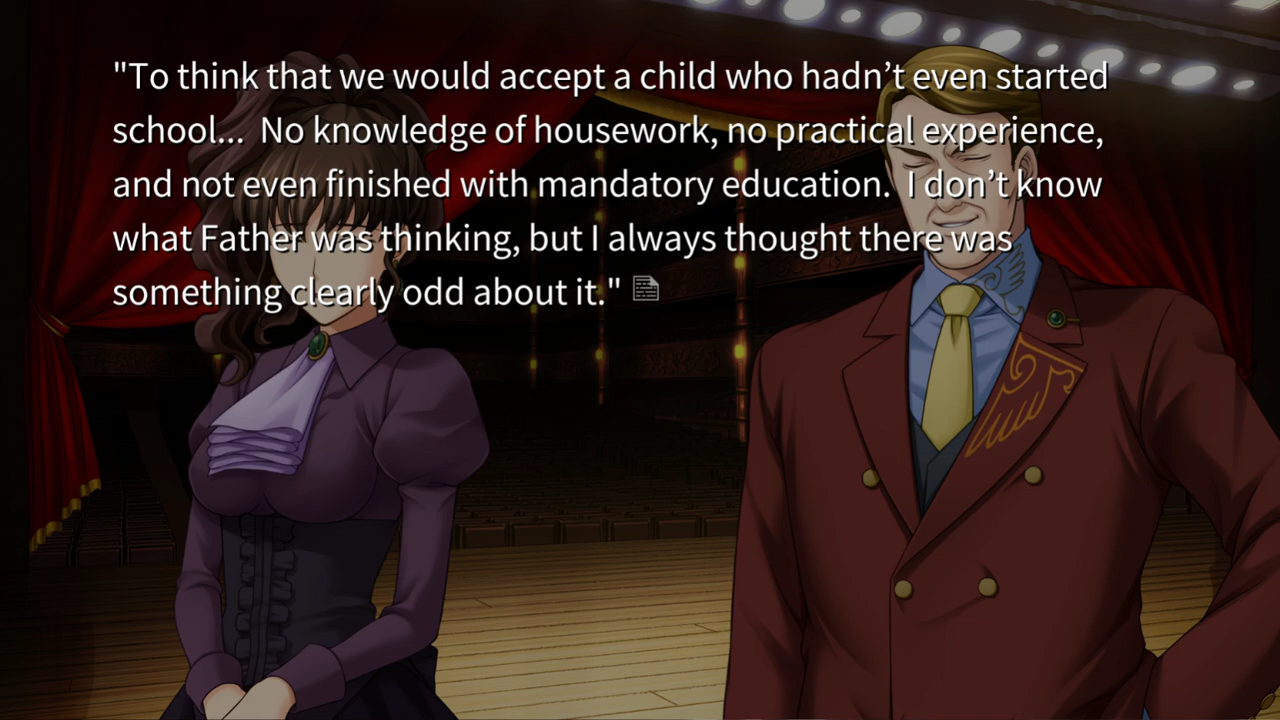 "To think that we would accept a child who hadn’t even started
school...  No knowledge of housework, no practical experience,
and not even finished with mandatory education.  I don’t know
what Father was thinking, but I always thought there was
something clearly odd about it."